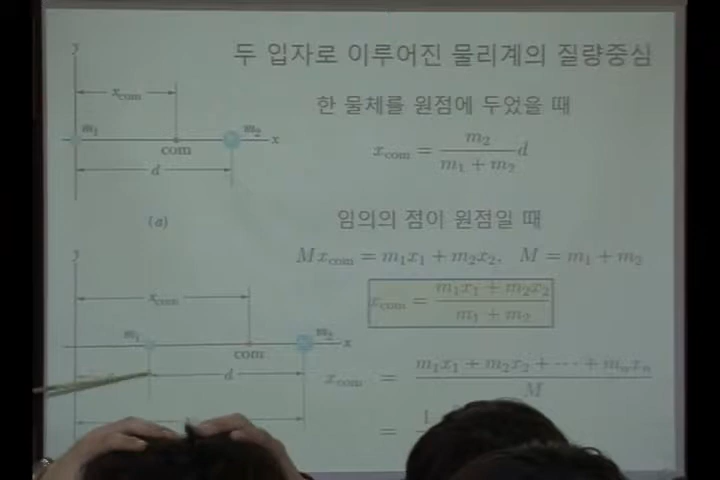 두 입자로 이루어진 물리계의 질량중심
한 물체를 원점에 두었을 때
x_com = m_2 / (m_1 + m_2) d
임의의 점이 원점일 때
Mx_com = m_1x_1 + m_2x_2, M = m_1 + m_2
x_com = (m_1x_1 + m_2x_2) / (m_1 + m_2)
x_com = (m_1x_1 + m_2x_2 + ··· + m_nx_n) / M
= 1
y
x_com
m_1
m_2
x
com
d
(a)
y
x_com
m_1
m_2
x
com
d